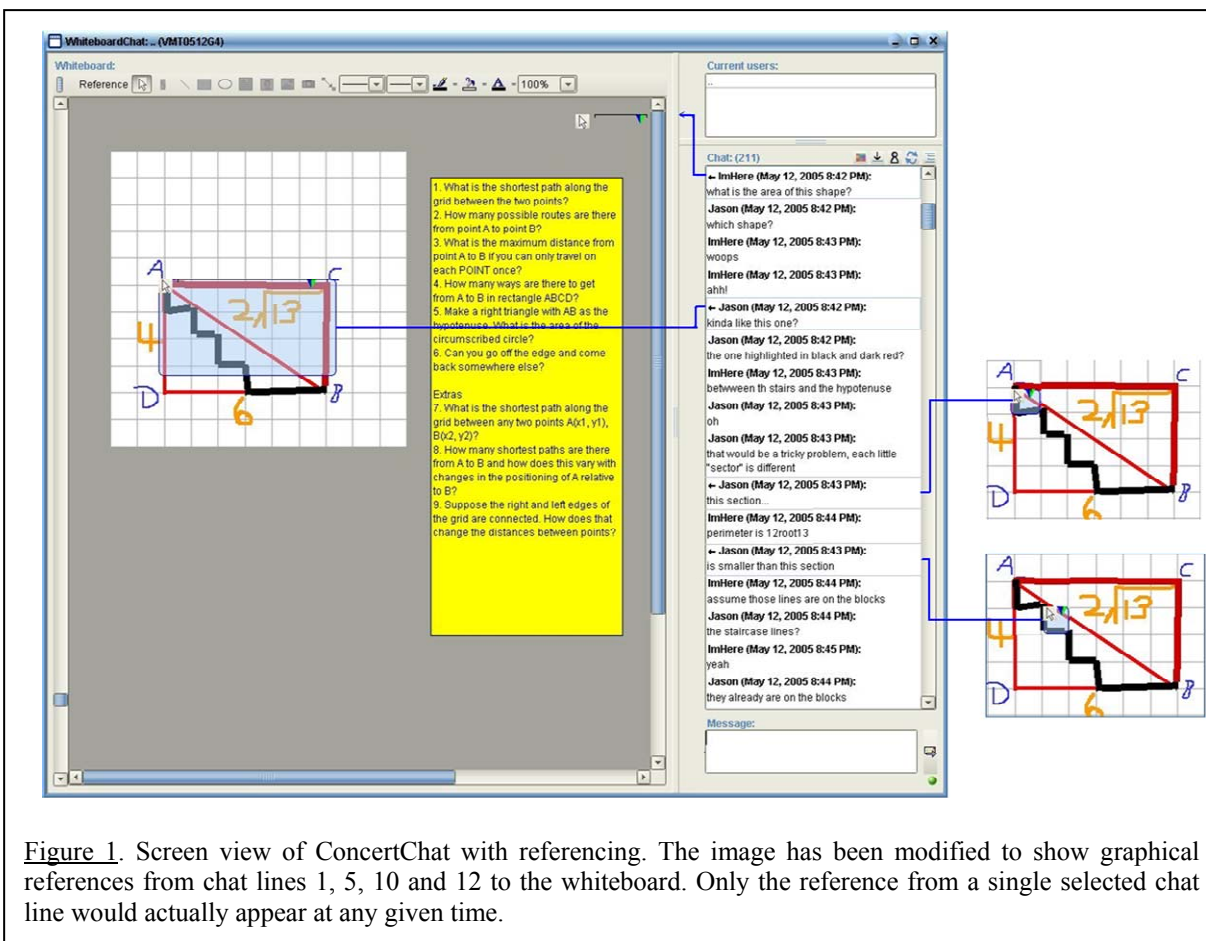 WhiteboardChat: .. (VMT0512G4)
Whiteboard:
Reference
100%
A
C
2√13
4
D
6
B
1. What is the shortest path along the
grid between the two points?
2. How many possible routes are there
from point A to point B?
3. What is the maximum distance from
point A to B if you can only travel on
each POINT once?
4. How many ways are there to get
from A to B in rectangle ABCD?
5. Make a right triangle with AB as the
hypotenuse. What is the area of the
circumscribed circle?
6. Can you go off the edge and come
back somewhere else?
Extras
7. What is the shortest path along the
grid between any two points A(x1, y1),
B(x2, y2)?
8. How many shortest paths are there
from A to B and how does this vary with
changes in the positioning of A relative
to B?
9. Suppose the right and left edges of
the grid are connected. How does that
change the distances between points?
Current users:
..
Chat: (211)
← ImHere (May 12, 2005 8:42 PM):
what is the area of this shape?
Jason (May 12, 2005 8:42 PM):
which shape?
ImHere (May 12, 2005 8:43 PM):
woops
ImHere (May 12, 2005 8:43 PM):
ahh!
← Jason (May 12, 2005 8:42 PM):
kinda like this one?
Jason (May 12, 2005 8:42 PM):
the one highlighted in black and dark red?
ImHere (May 12, 2005 8:43 PM):
betwween th stairs and the hypotenuse
Jason (May 12, 2005 8:43 PM):
oh
Jason (May 12, 2005 8:43 PM):
that would be a tricky problem, each little
"sector" is different
← Jason (May 12, 2005 8:43 PM):
this section...
ImHere (May 12, 2005 8:44 PM):
perimeter is 12root13
← Jason (May 12, 2005 8:43 PM):
is smaller than this section
ImHere (May 12, 2005 8:44 PM):
assume those lines are on the blocks
Jason (May 12, 2005 8:44 PM):
the staircase lines?
ImHere (May 12, 2005 8:45 PM):
yeah
Jason (May 12, 2005 8:44 PM):
they already are on the blocks
Message:
A
C
2√13
4
D
6
B
A
C
2√13
4
D
6
B
Figure 1. Screen view of ConcertChat with referencing. The image has been modified to show graphical
references from chat lines 1, 5, 10 and 12 to the whiteboard. Only the reference from a single selected chat
line would actually appear at any given time.